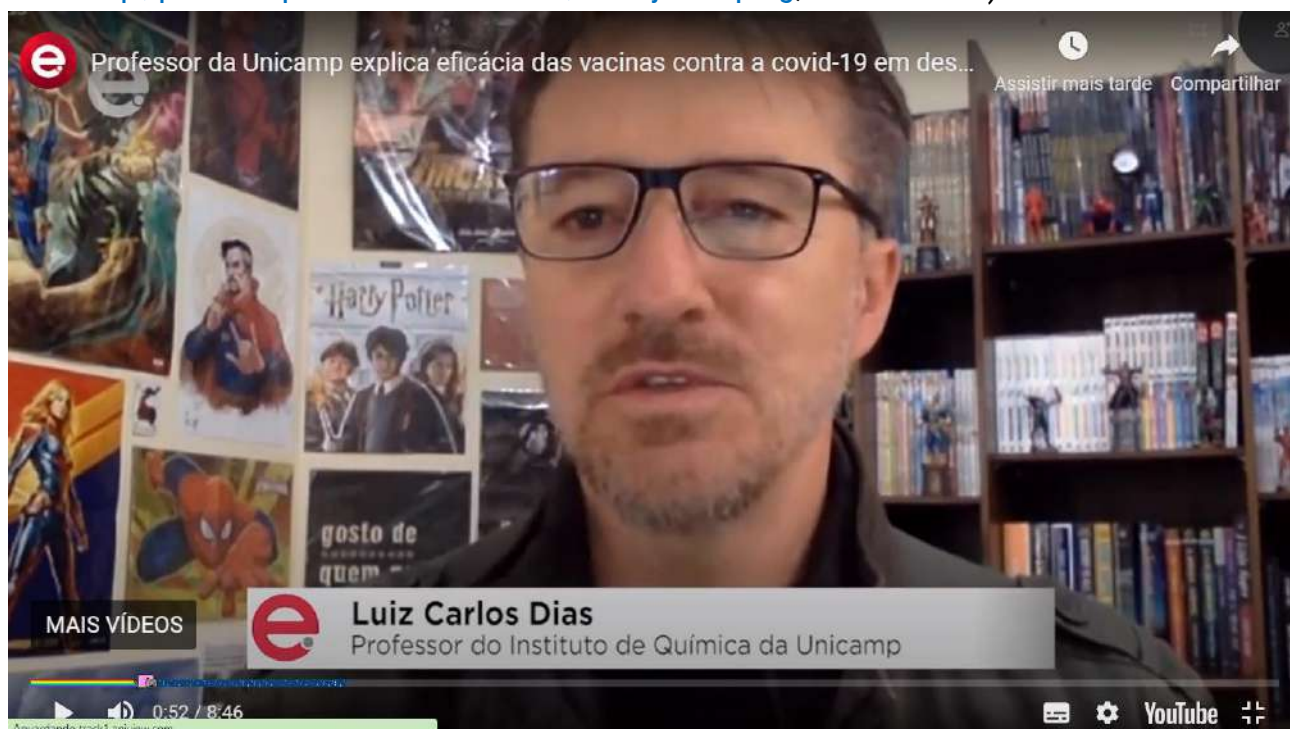 Professor da Unicamp explica eficácia das vacinas contra a covid-19 em des...
Assistir mais tarde Compartilhar
Harry Potter
gosto de
quem
MAIS VÍDEOS
e
Luiz Carlos Dias
Professor do Instituto de Química da Unicamp
0:52 / 8:46
YouTube